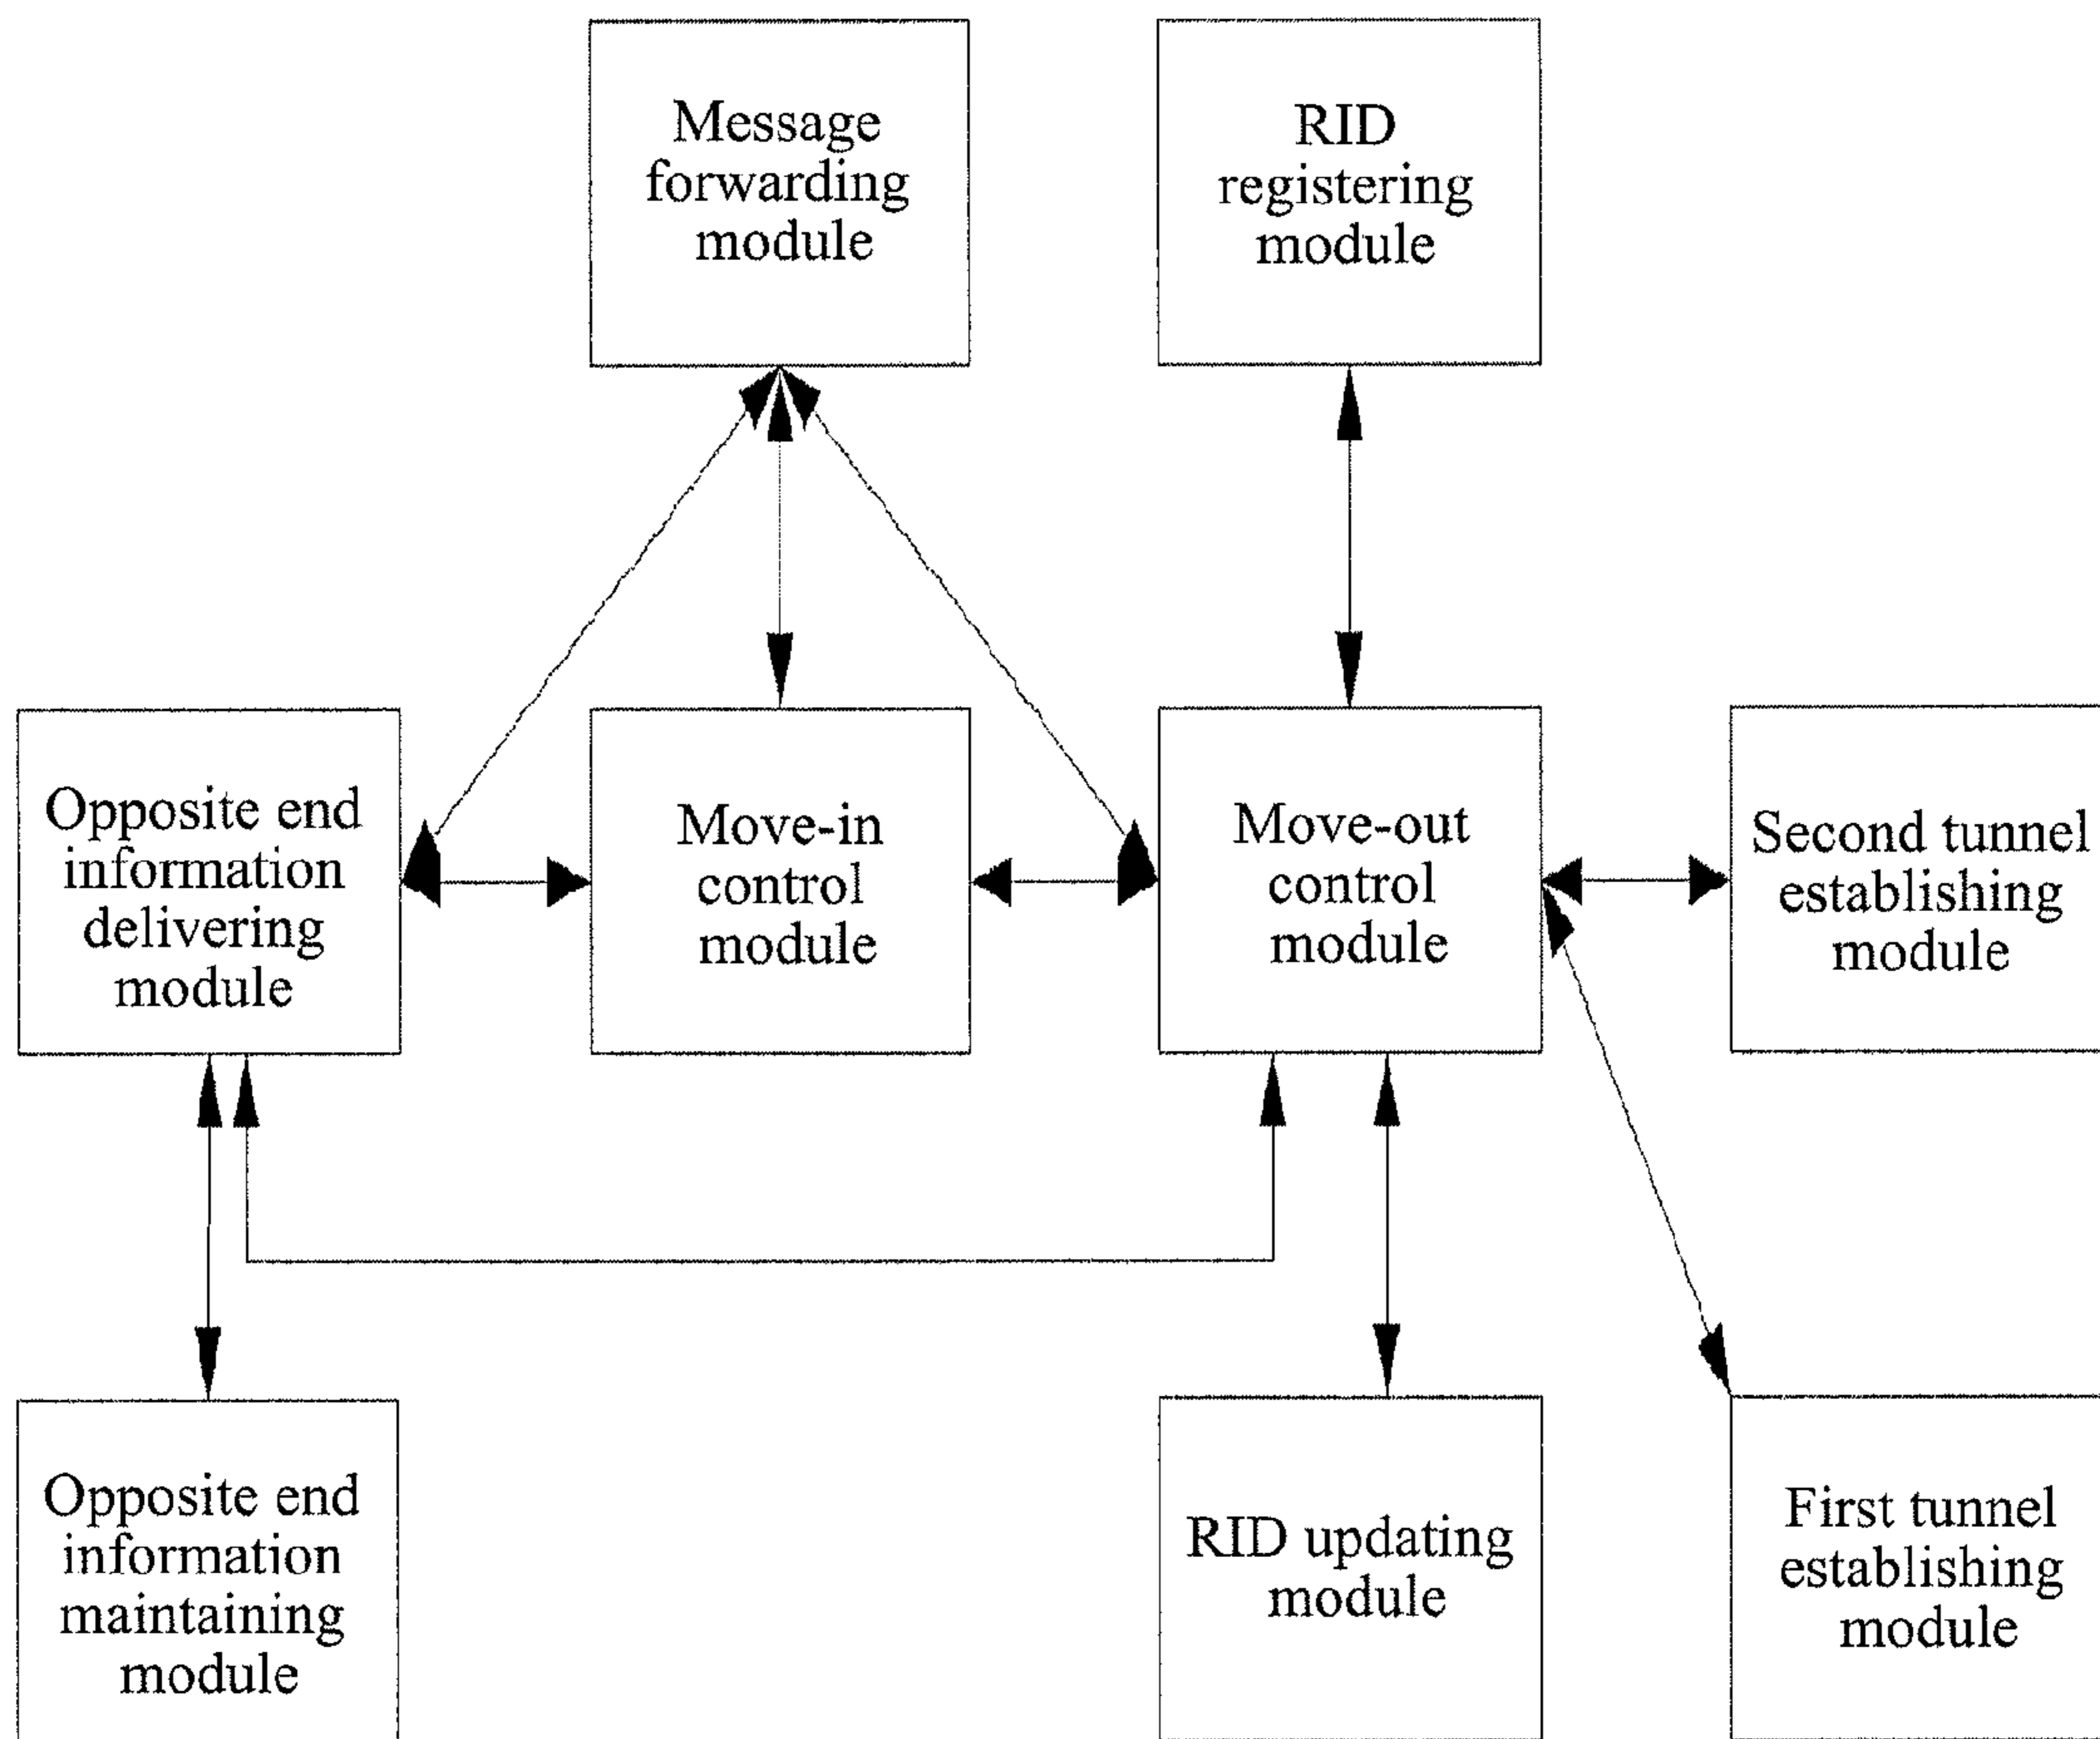 Message
forwarding
module
RID
registering
module
Opposite end
information
delivering
module
Move-in
control
module
Move-out
control
module
Second tunnel
establishing
module
Opposite end
information
maintaining
module
RID updating
module
First tunnel
establishing
module